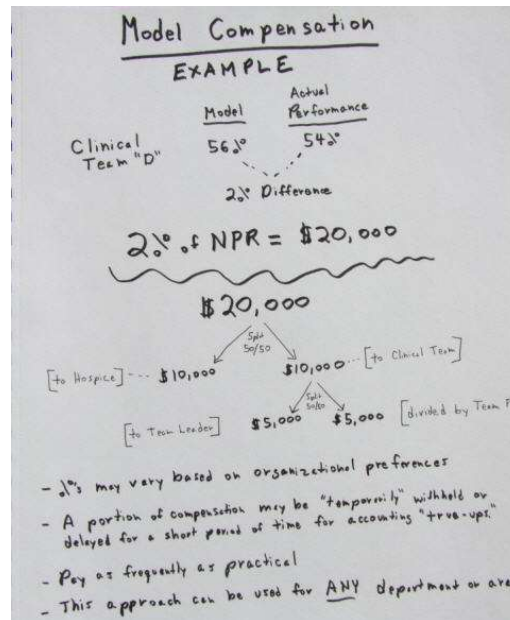 Model Compensation
EXAMPLE
Model
Actual
Performance
Clinical
Team "D"
56%
54%
2% Difference
2% of NPR = $20,000
$20,000
Split
50/50
[to Hospice] --- $10,000
$10,000 --- [to Clinical Team]
Split
50/50
[to Team Leader]
$5,000
$5,000
[divided by Team
- %'s may vary based on organizational preferences
- A portion of compensation may be "temporarily" withheld or
delayed for a short period of time for accounting "true-ups."
- Pay as frequently as practical
- This approach can be used for ANY department or are